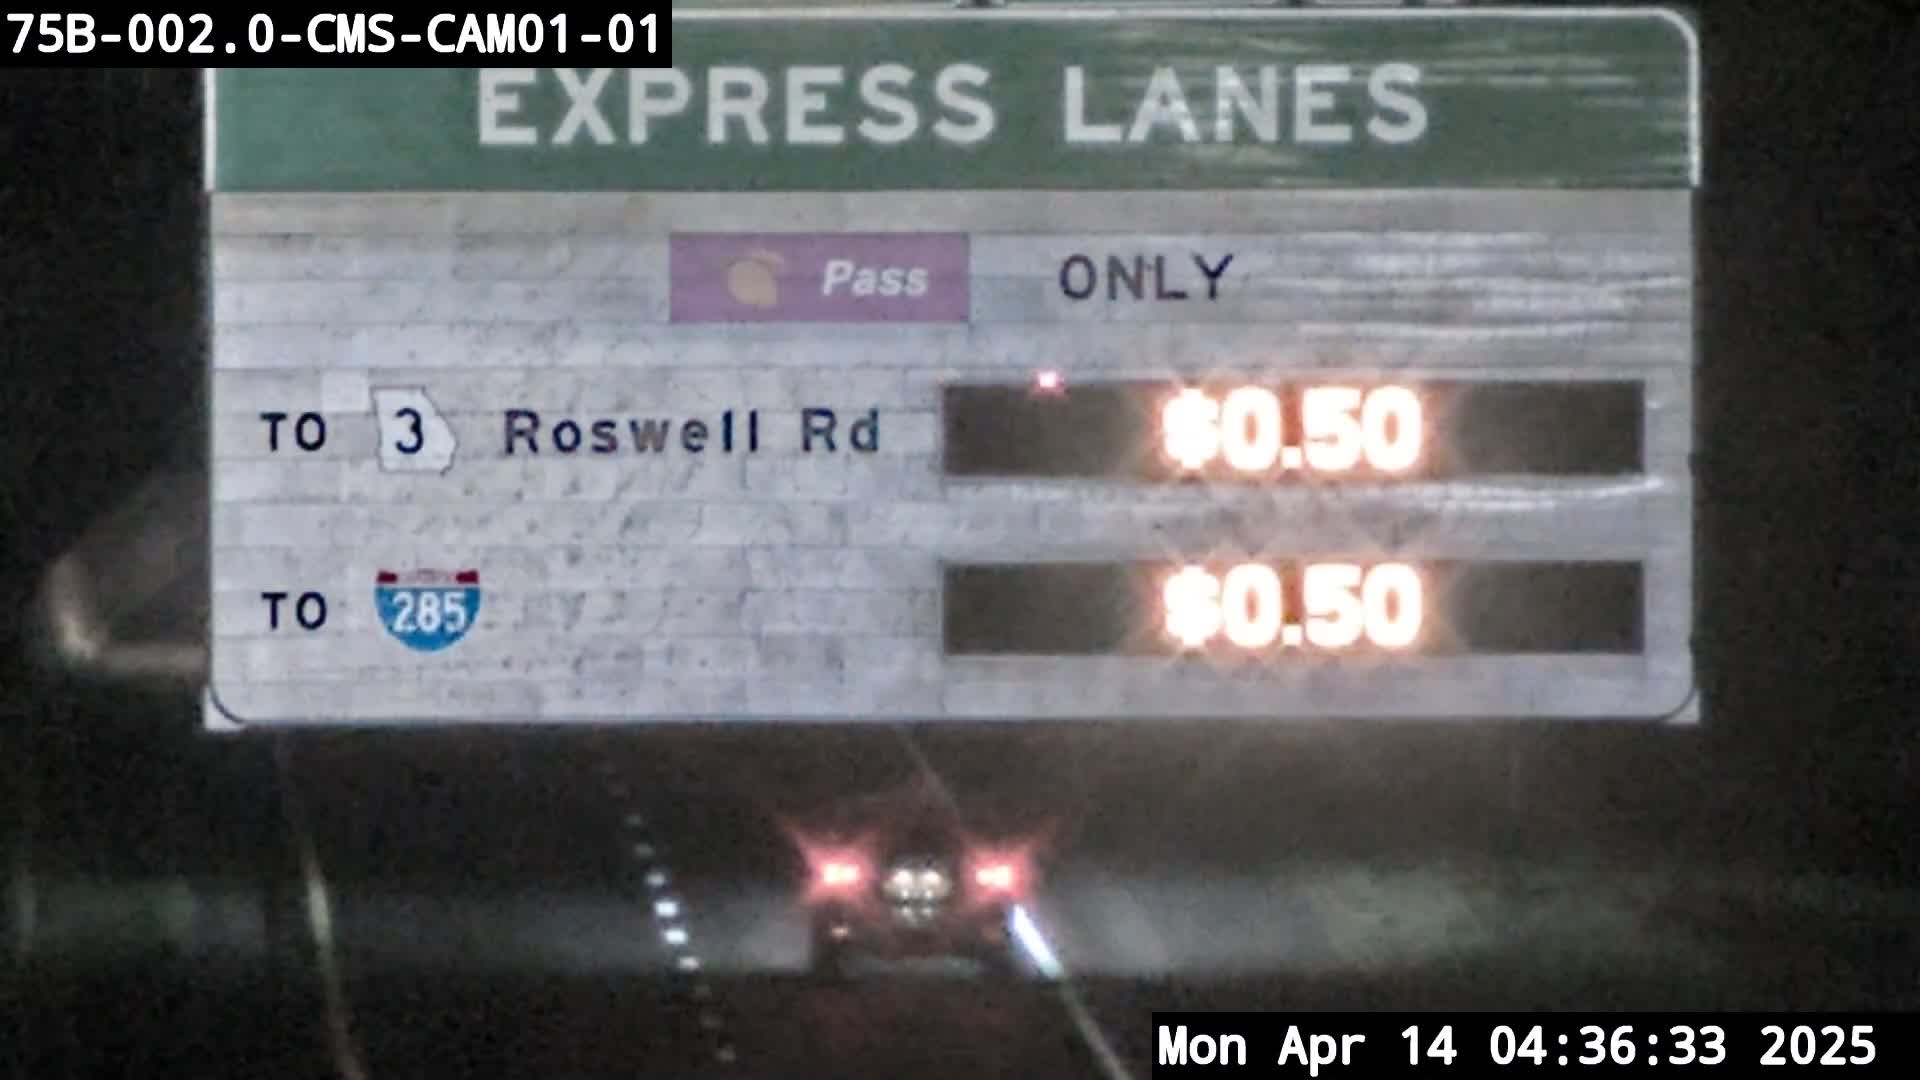 75B-002.0-CMS-CAM01-01
EXPRESS LANES
Pass ONLY
TO 3 Roswell Rd $0.50
TO 285 $0.50
Mon Apr 14 04:36:33 2025